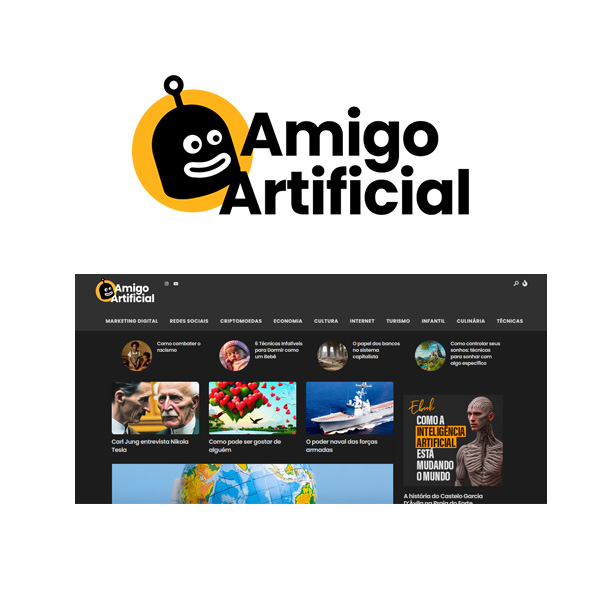 Amigo
Artificial
Amigo
Artificial
MARKETING DIGITAL REDES SOCIAIS CRIPTOMOEDAS ECONOMIA CULTURA INTERNET TURISMO INFANTIL CULINÁRIA TÉCNICAS
Como combater o
racismo
6 Técnicas Infalíveis
para Dormir como
um Bebê
O papel dos bancos
no sistema
capitalista
Como controlar seus
sonhos: técnicas
para sonhar com
algo específico
Carl Jung entrevista Nikola
Tesla
Como pode ser gostar de
alguém
O poder naval das forças
armadas
Ebook
COMO A
INTELIGÊNCIA
ARTIFICIAL
ESTÁ
MUDANDO
O MUNDO
A história do Castelo Garcia
D'Ávila na Praia do Forte